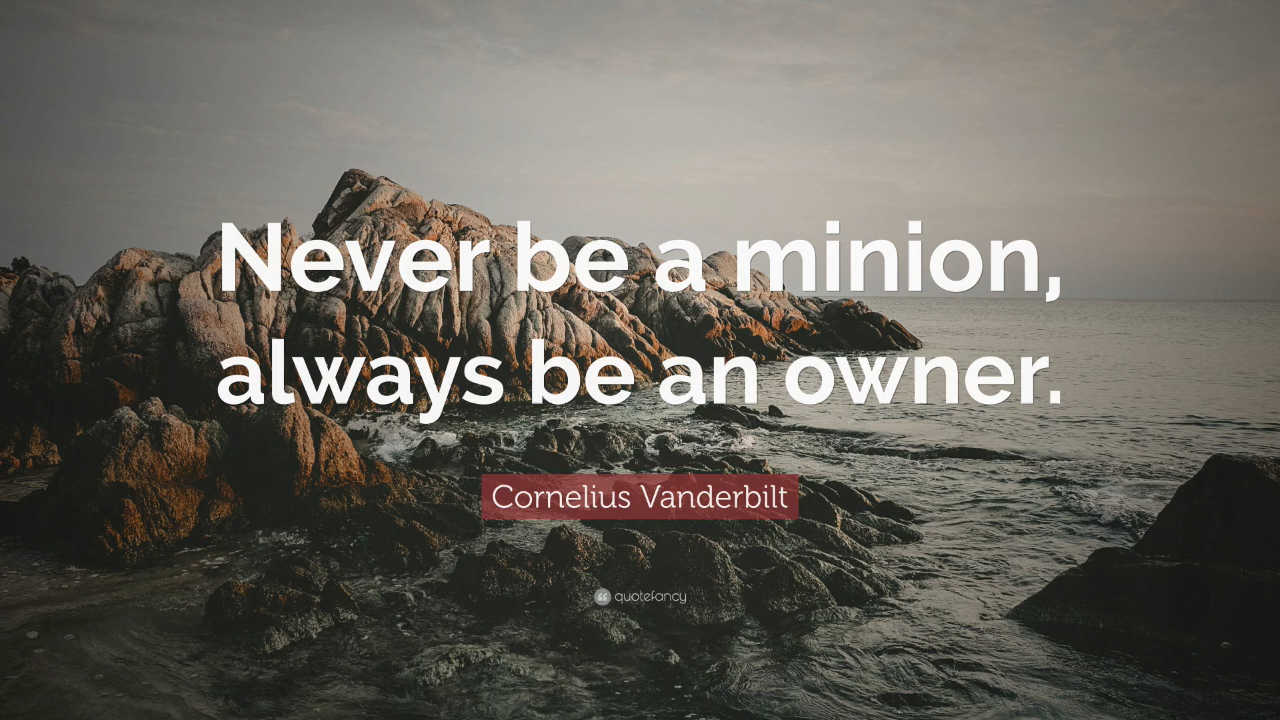 Never be a minion,
always be an owner.
Cornelius Vanderbilt
quotefancy